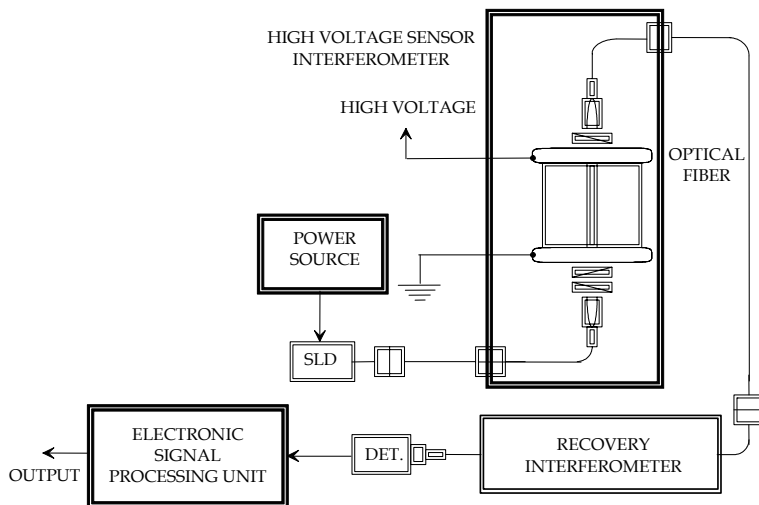 HIGH VOLTAGE SENSOR
INTERFEROMETER
HIGH VOLTAGE
OPTICAL
FIBER
POWER
SOURCE
SLD
ELECTRONIC
SIGNAL
PROCESSING UNIT
OUTPUT
DET.
RECOVERY
INTERFEROMETER